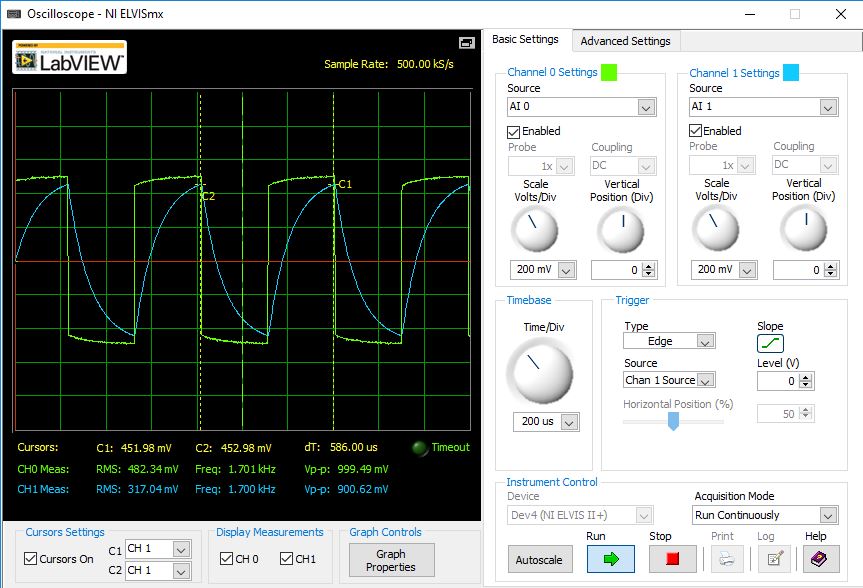 Oscilloscope - NI ELVISmx
POWERED BY
NATIONAL INSTRUMENTS
LabVIEW™
Sample Rate: 500.00 kS/s
C1
C2
Cursors: C1: 451.98 mV C2: 452.98 mV dT: 586.00 us Timeout
CH0 Meas: RMS: 482.34 mV Freq: 1.701 kHz Vp-p: 999.49 mV
CH1 Meas: RMS: 317.04 mV Freq: 1.700 kHz Vp-p: 900.62 mV
Cursors Settings
Cursors On
C1 CH 1
C2 CH 1
Display Measurements
CH 0 CH1
Graph Controls
Graph
Properties
Basic Settings Advanced Settings
Channel 0 Settings
Source
AI 0
Enabled
Probe Coupling
1x DC
Scale Vertical
Volts/Div Position (Div)
200 mV 0
Channel 1 Settings
Source
AI 1
Enabled
Probe Coupling
1x DC
Scale Vertical
Volts/Div Position (Div)
200 mV 0
Timebase
Time/Div
200 us
Trigger
Type Slope
Edge
Source Level (V)
Chan 1 Source 0
Horizontal Position (%)
50
Instrument Control
Device Acquisition Mode
Dev4 (NI ELVIS II+) Run Continuously
Run Stop Print Log Help
Autoscale